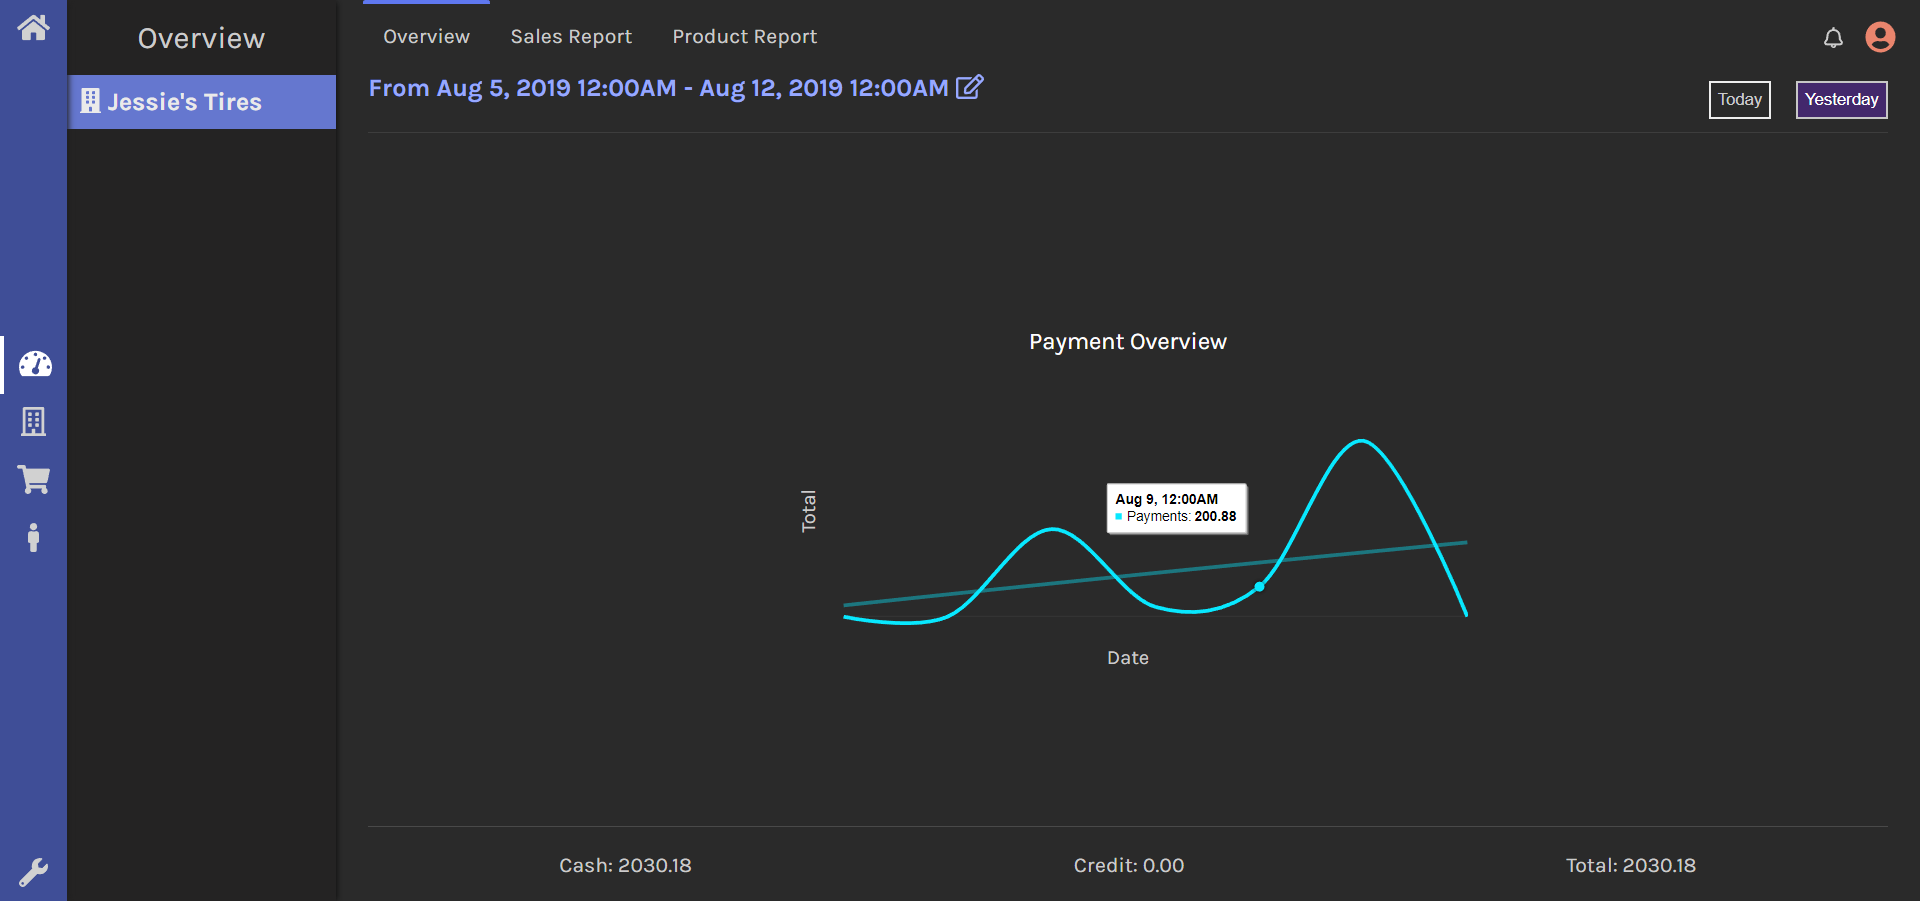 Overview
Jessie's Tires
Overview Sales Report Product Report
From Aug 5, 2019 12:00AM - Aug 12, 2019 12:00AM
Today Yesterday
Payment Overview
Total
Aug 9, 12:00AM
Payments: 200.88
Date
Cash: 2030.18 Credit: 0.00 Total: 2030.18